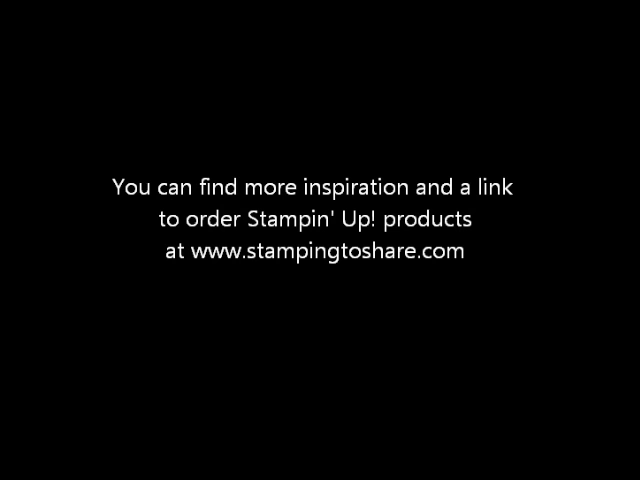 You can find more inspiration and a link
to order Stampin' Up! products
at www.stampingtoshare.com